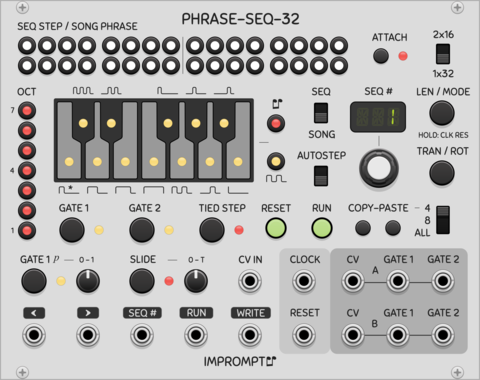 PHRASE-SEQ-32
SEQ STEP / SONG PHRASE
ATTACH
2x16
1x32
OCT
7
4
1
SEQ
SONG
AUTOSTEP
SEQ #
1
LEN / MODE
HOLD: CLK RES
TRAN / ROT
GATE 1
GATE 2
TIED STEP
RESET
RUN
COPY-PASTE
4
8
ALL
GATE 1 p
0 - 1
SLIDE
0 - T
CV IN
CLOCK
CV
GATE 1
GATE 2
A
<
>
SEQ #
RUN
WRITE
RESET
CV
GATE 1
GATE 2
B
IMPROMPT